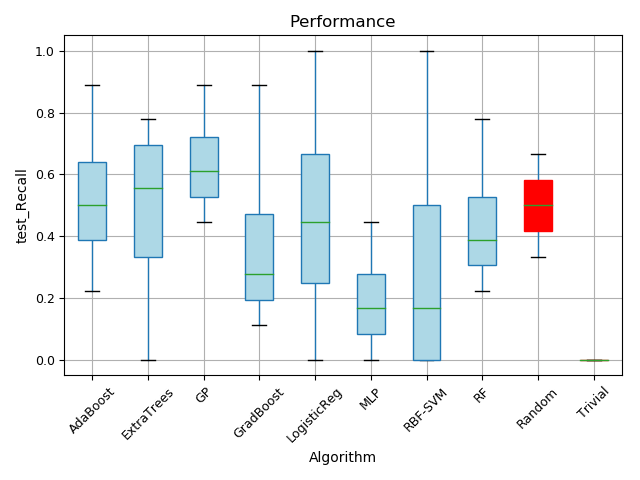 Performance
1.0
0.8
0.6
0.4
0.2
0.0
test_Recall
AdaBoost
ExtraTrees
GP
GradBoost
LogisticReg
MLP
RBF-SVM
RF
Random
Trivial
Algorithm